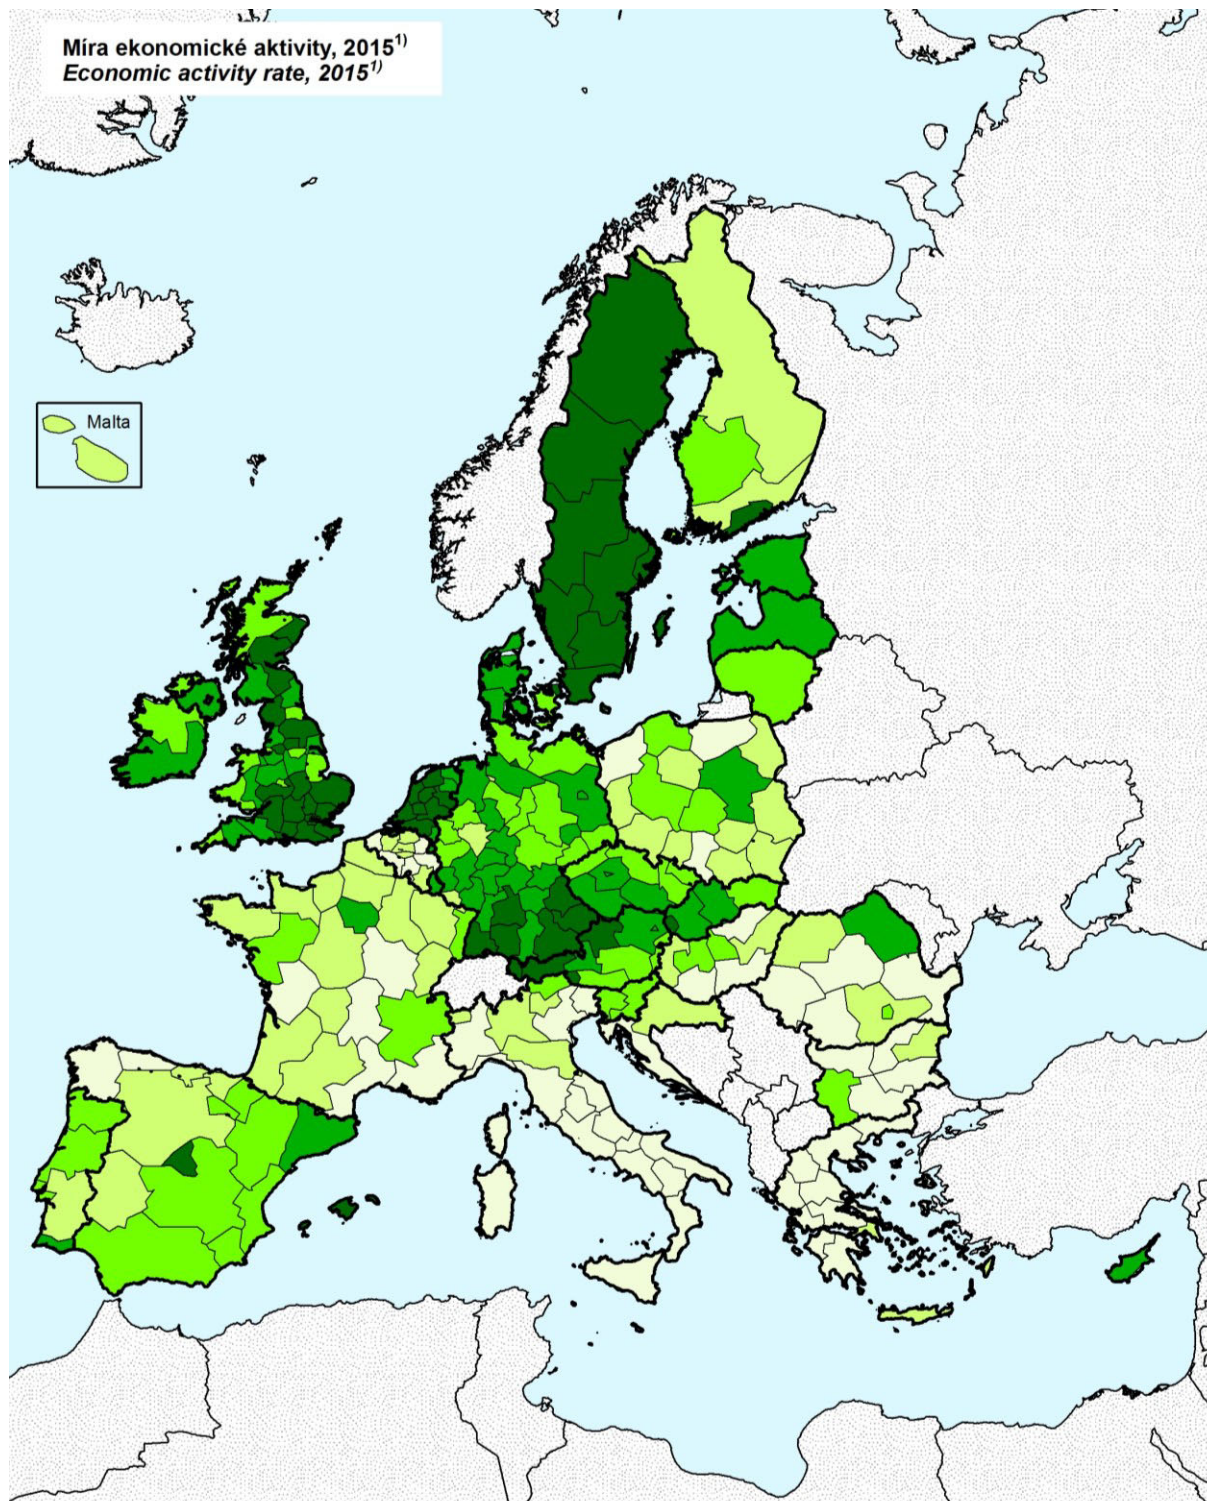 Míra ekonomické aktivity, 2015¹⁾
Economic activity rate, 2015¹⁾
Malta